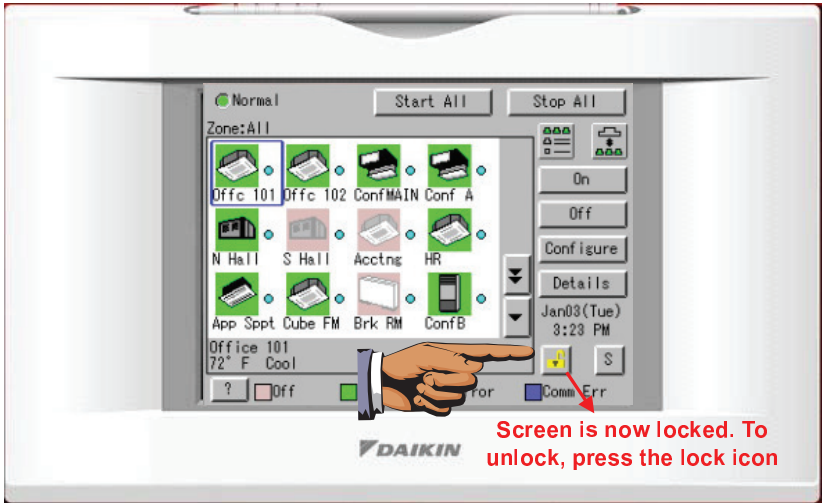 Normal
Start All
Stop All
Zone:All
Offc 101
Offc 102
ConfMAIN
Conf A
On
Off
N Hall
S Hall
Acctng
HR
Configure
Details
App Sppt
Cube FM
Brk RM
ConfB
Jan03(Tue)
3:23 PM
Office 101
72° F Cool
S
?
Off
ror
Comm Err
DAIKIN
Screen is now locked. To
unlock, press the lock icon